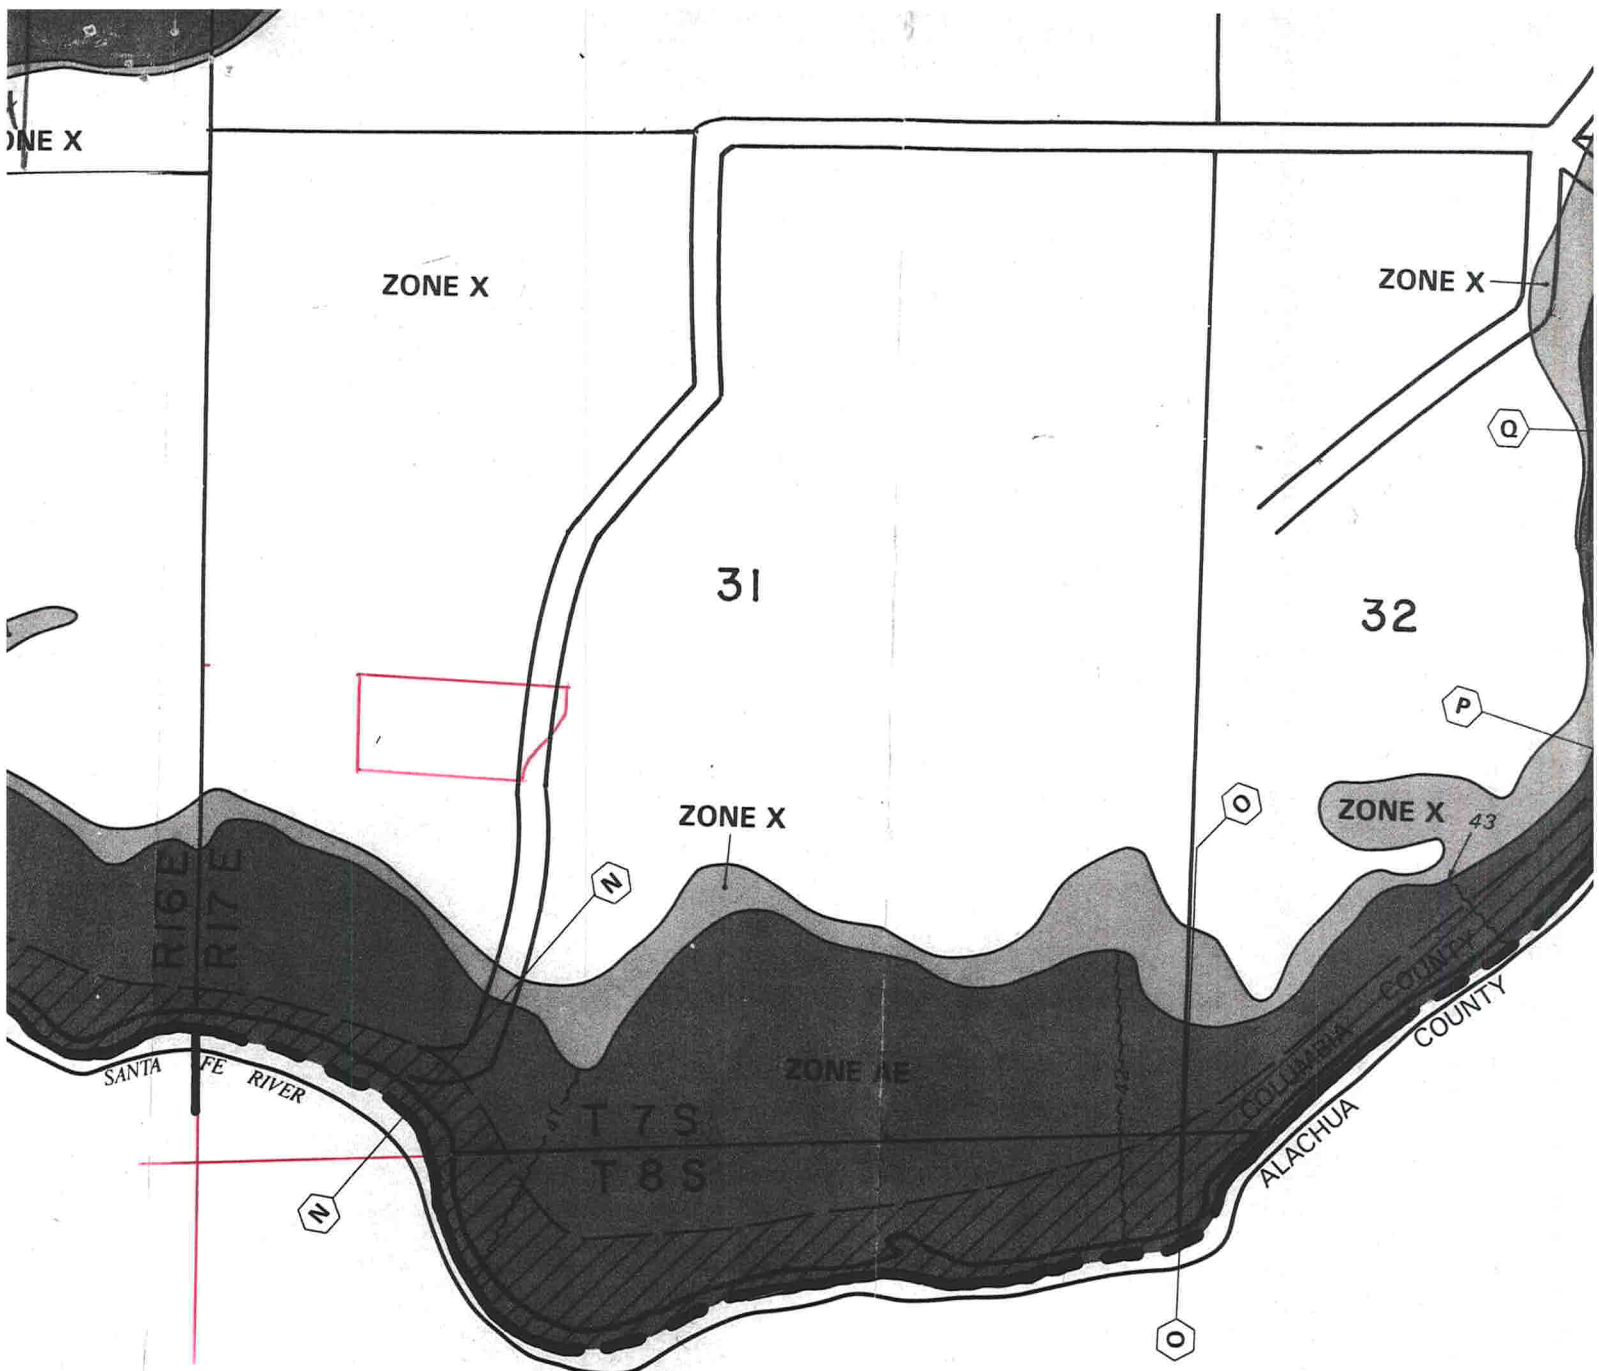 ZONE X
ZONE X
ZONE X
Q
31
32
P
O
ZONE X
ZONE X
43
N
R16E
R17E
COLUMBIA COUNTY
ALACHUA COUNTY
SANTA FE RIVER
ZONE AE
42
T 7 S
T 8 S
N
O